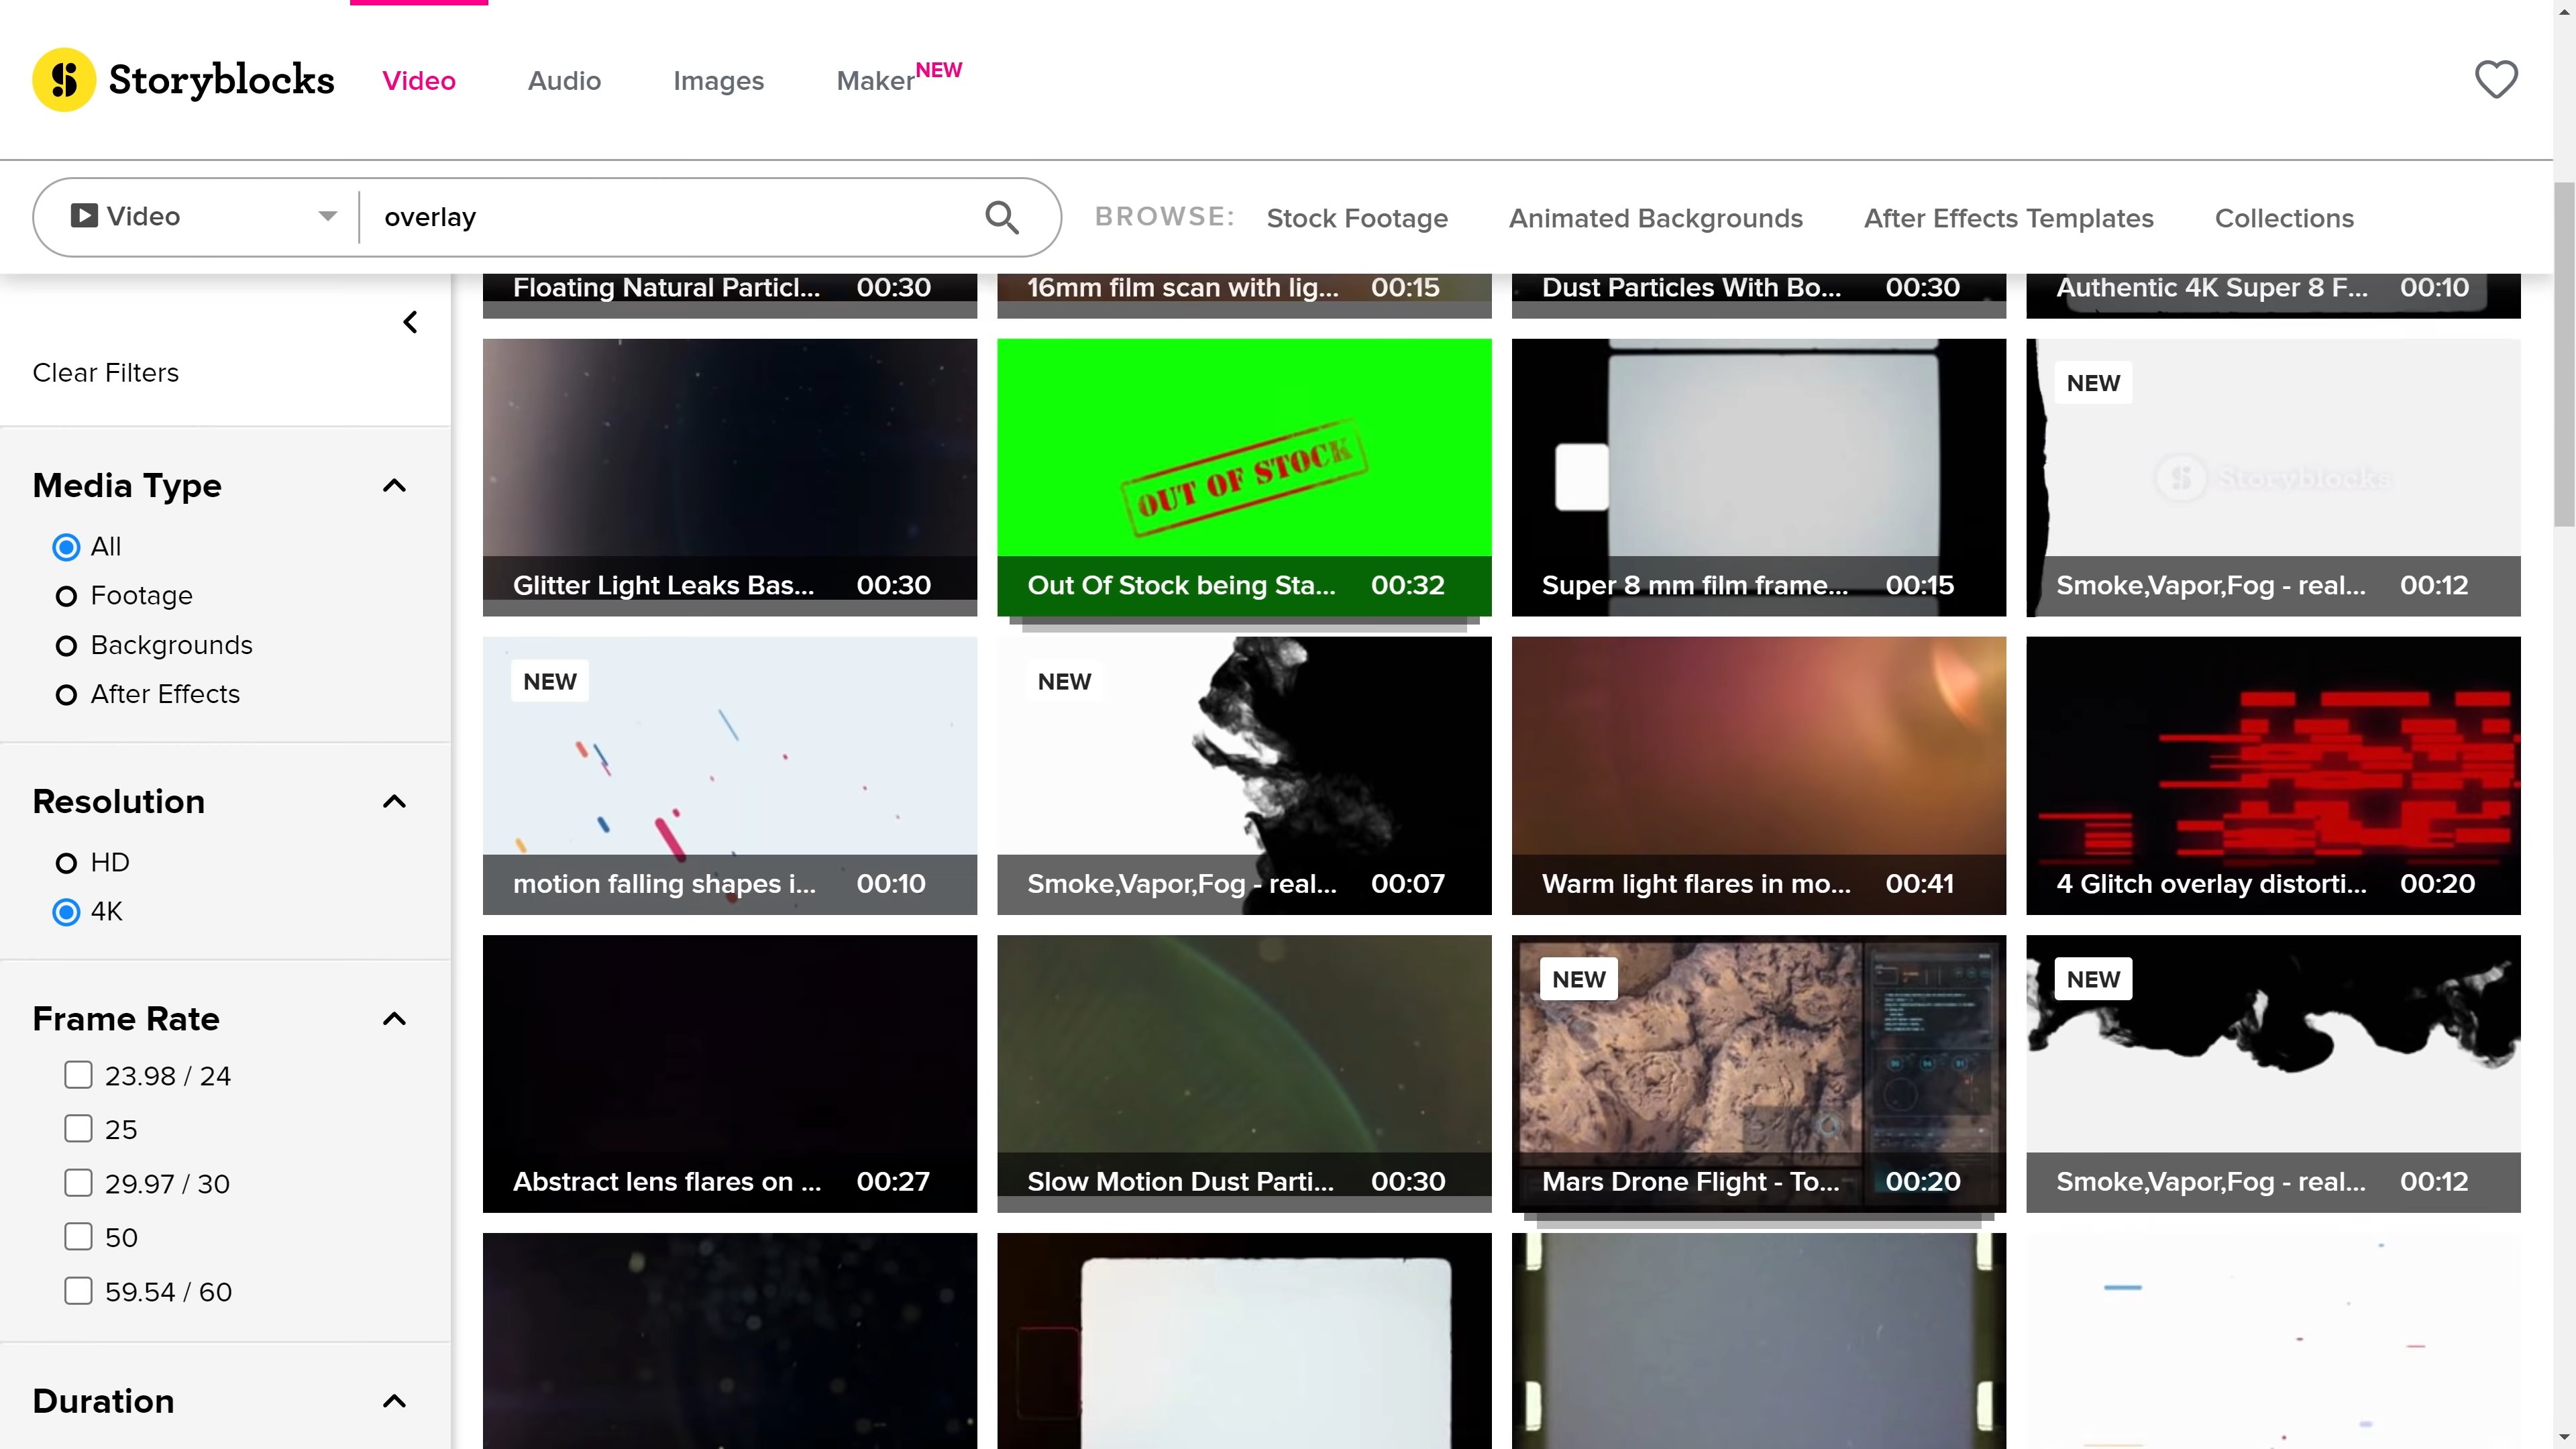 Storyblocks
Video
Audio
Images
Maker NEW
Video
overlay
BROWSE:
Stock Footage
Animated Backgrounds
After Effects Templates
Collections
Clear Filters
Media Type
All
Footage
Backgrounds
After Effects
Resolution
HD
4K
Frame Rate
23.98 / 24
25
29.97 / 30
50
59.54 / 60
Duration
Floating Natural Particl... 00:30
16mm film scan with lig... 00:15
Dust Particles With Bo... 00:30
Authentic 4K Super 8 F... 00:10
Glitter Light Leaks Bas... 00:30
OUT OF STOCK
Out Of Stock being Sta... 00:32
Super 8 mm film frame... 00:15
NEW
Storyblocks
Smoke,Vapor,Fog - real... 00:12
NEW
motion falling shapes i... 00:10
NEW
Smoke,Vapor,Fog - real... 00:07
Warm light flares in mo... 00:41
4 Glitch overlay distorti... 00:20
Abstract lens flares on ... 00:27
Slow Motion Dust Parti... 00:30
NEW
Mars Drone Flight - To... 00:20
NEW
Smoke,Vapor,Fog - real... 00:12